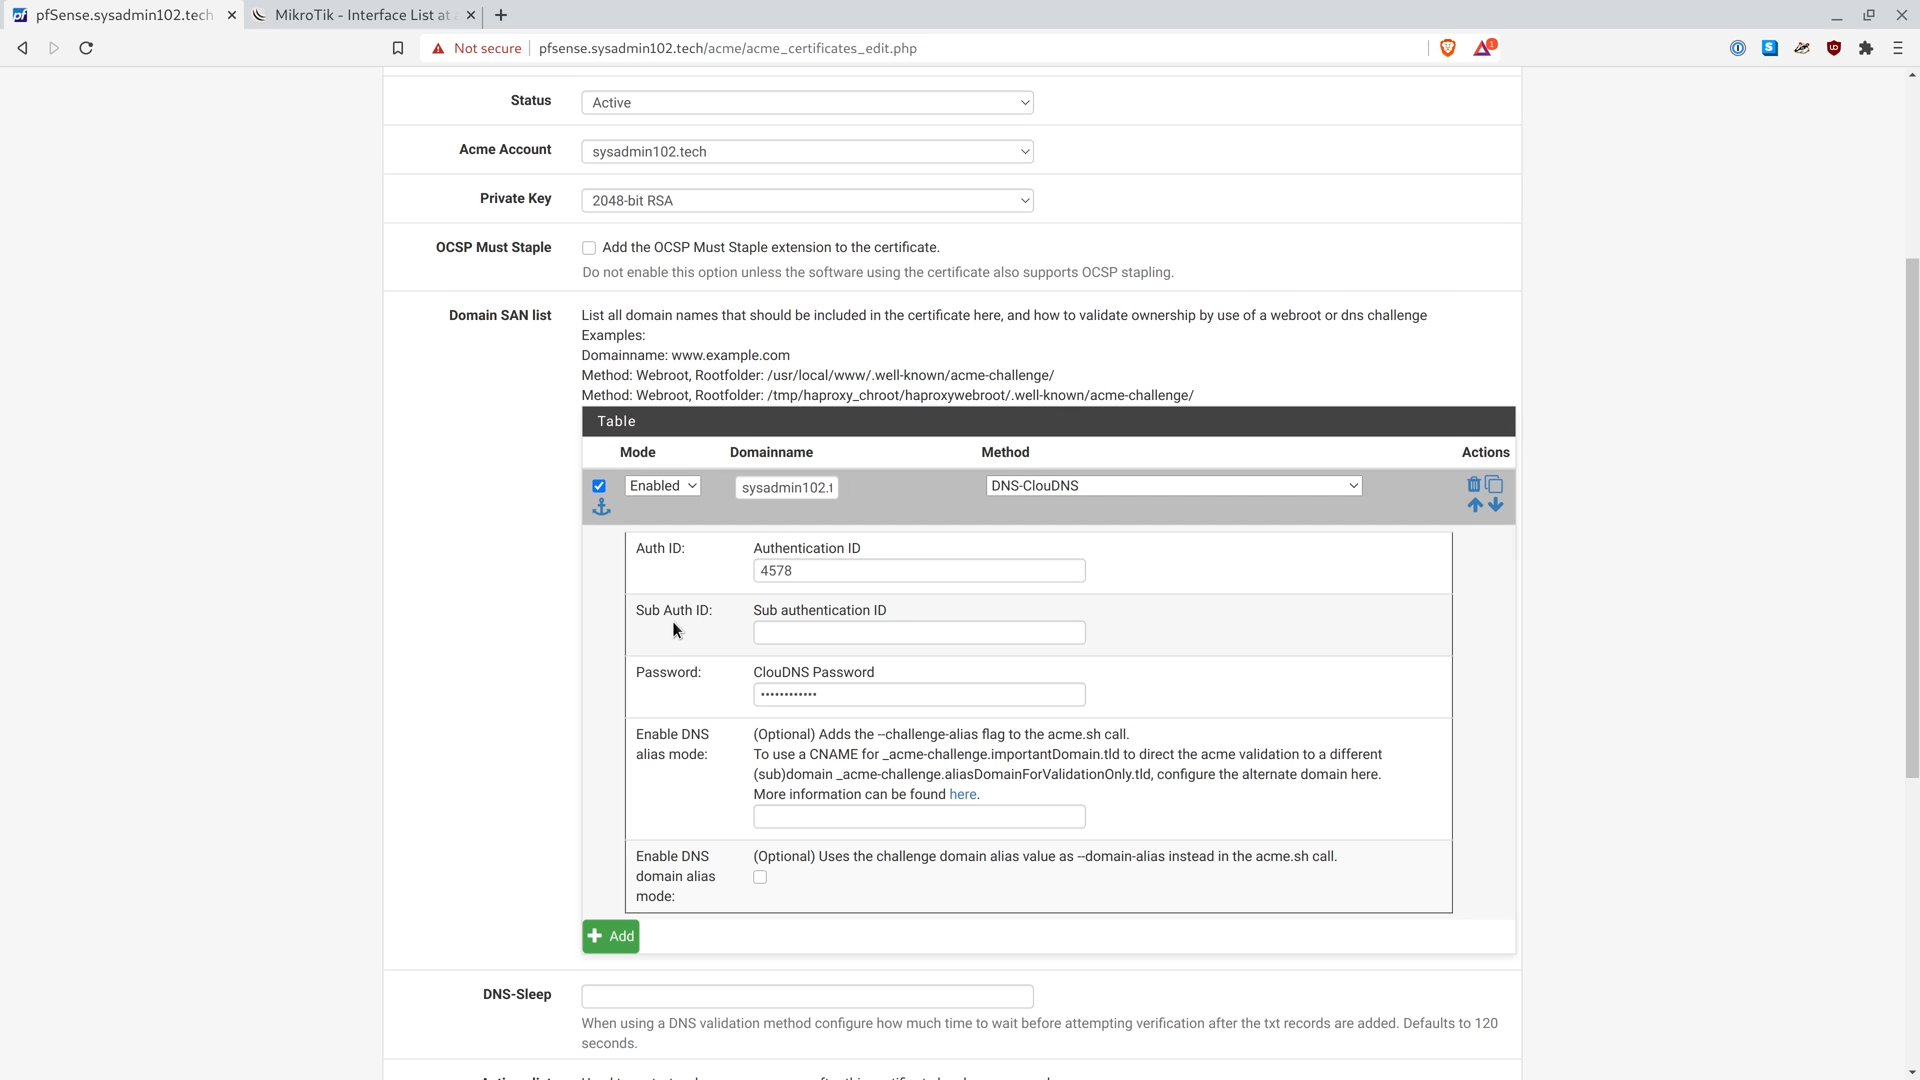 pfSense.sysadmin102.tech
MikroTik - Interface List at
Not secure
pfsense.sysadmin102.tech/acme/acme_certificates_edit.php
1
Status
Active
Acme Account
sysadmin102.tech
Private Key
2048-bit RSA
OCSP Must Staple
Add the OCSP Must Staple extension to the certificate.
Do not enable this option unless the software using the certificate also supports OCSP stapling.
Domain SAN list
List all domain names that should be included in the certificate here, and how to validate ownership by use of a webroot or dns challenge
Examples:
Domainname: www.example.com
Method: Webroot, Rootfolder: /usr/local/www/.well-known/acme-challenge/
Method: Webroot, Rootfolder: /tmp/haproxy_chroot/haproxywebroot/.well-known/acme-challenge/
Table
Mode Domainname Method Actions
Enabled sysadmin102.t DNS-ClouDNS
Auth ID:
Authentication ID
4578
Sub Auth ID:
Sub authentication ID
Password:
ClouDNS Password
••••••••••••
Enable DNS
alias mode:
(Optional) Adds the --challenge-alias flag to the acme.sh call.
To use a CNAME for _acme-challenge.importantDomain.tld to direct the acme validation to a different
(sub)domain _acme-challenge.aliasDomainForValidationOnly.tld, configure the alternate domain here.
More information can be found here.
Enable DNS
domain alias
mode:
(Optional) Uses the challenge domain alias value as --domain-alias instead in the acme.sh call.
Add
DNS-Sleep
When using a DNS validation method configure how much time to wait before attempting verification after the txt records are added. Defaults to 120
seconds.